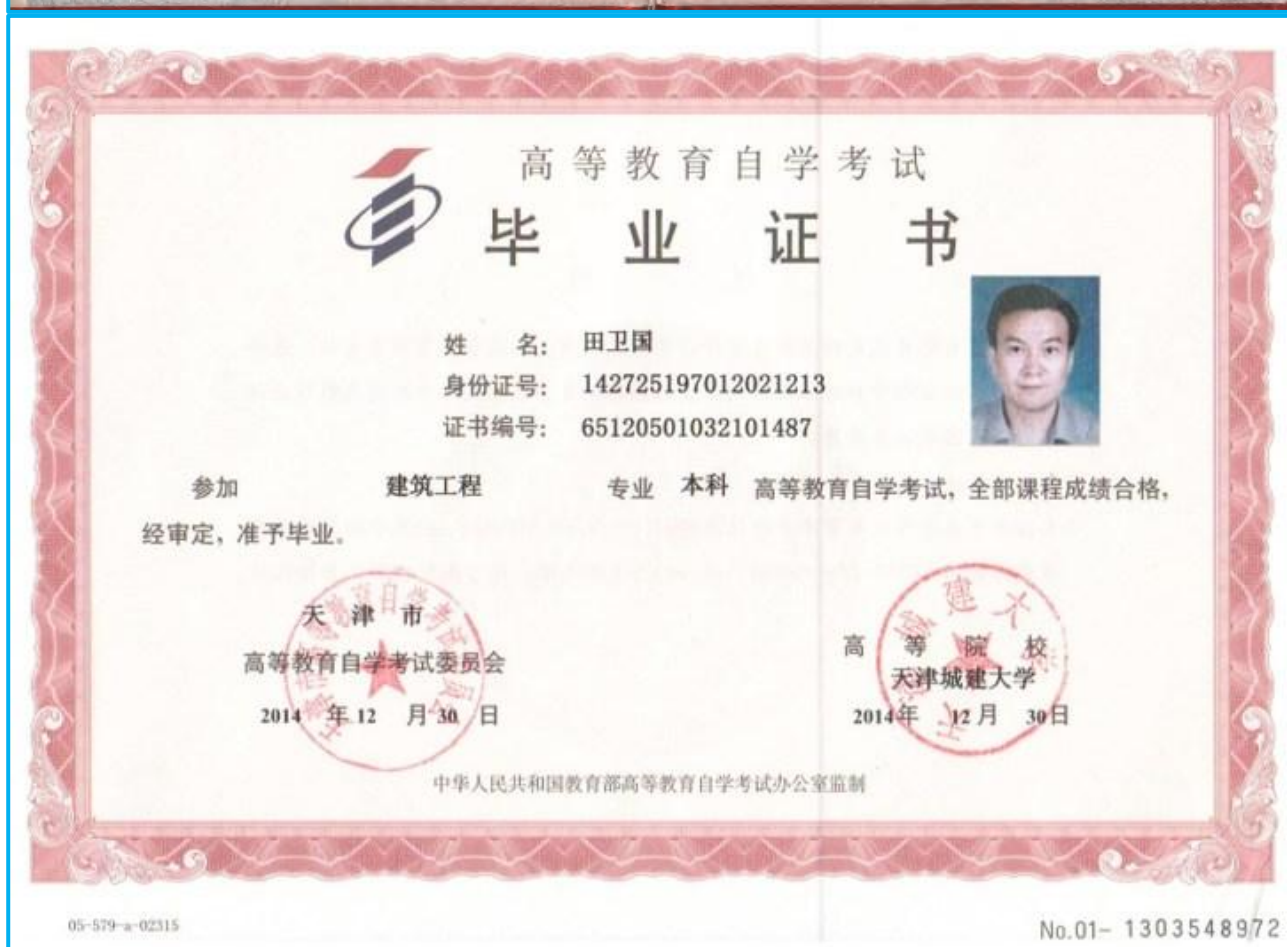 高等教育自学考试
毕业证书
姓 名： 田卫国
身份证号： 142725197012021213
证书编号： 65120501032101487
参加 建筑工程 专业 本科 高等教育自学考试，全部课程成绩合格，
经审定，准予毕业。
天津市
高等教育自学考试委员会
2014 年 12 月 30 日
高等院校
天津城建大学
2014年 12月 30日
天津城建大学
中华人民共和国教育部高等教育自学考试办公室监制
05-579-a-02315
No.01- 1303548972